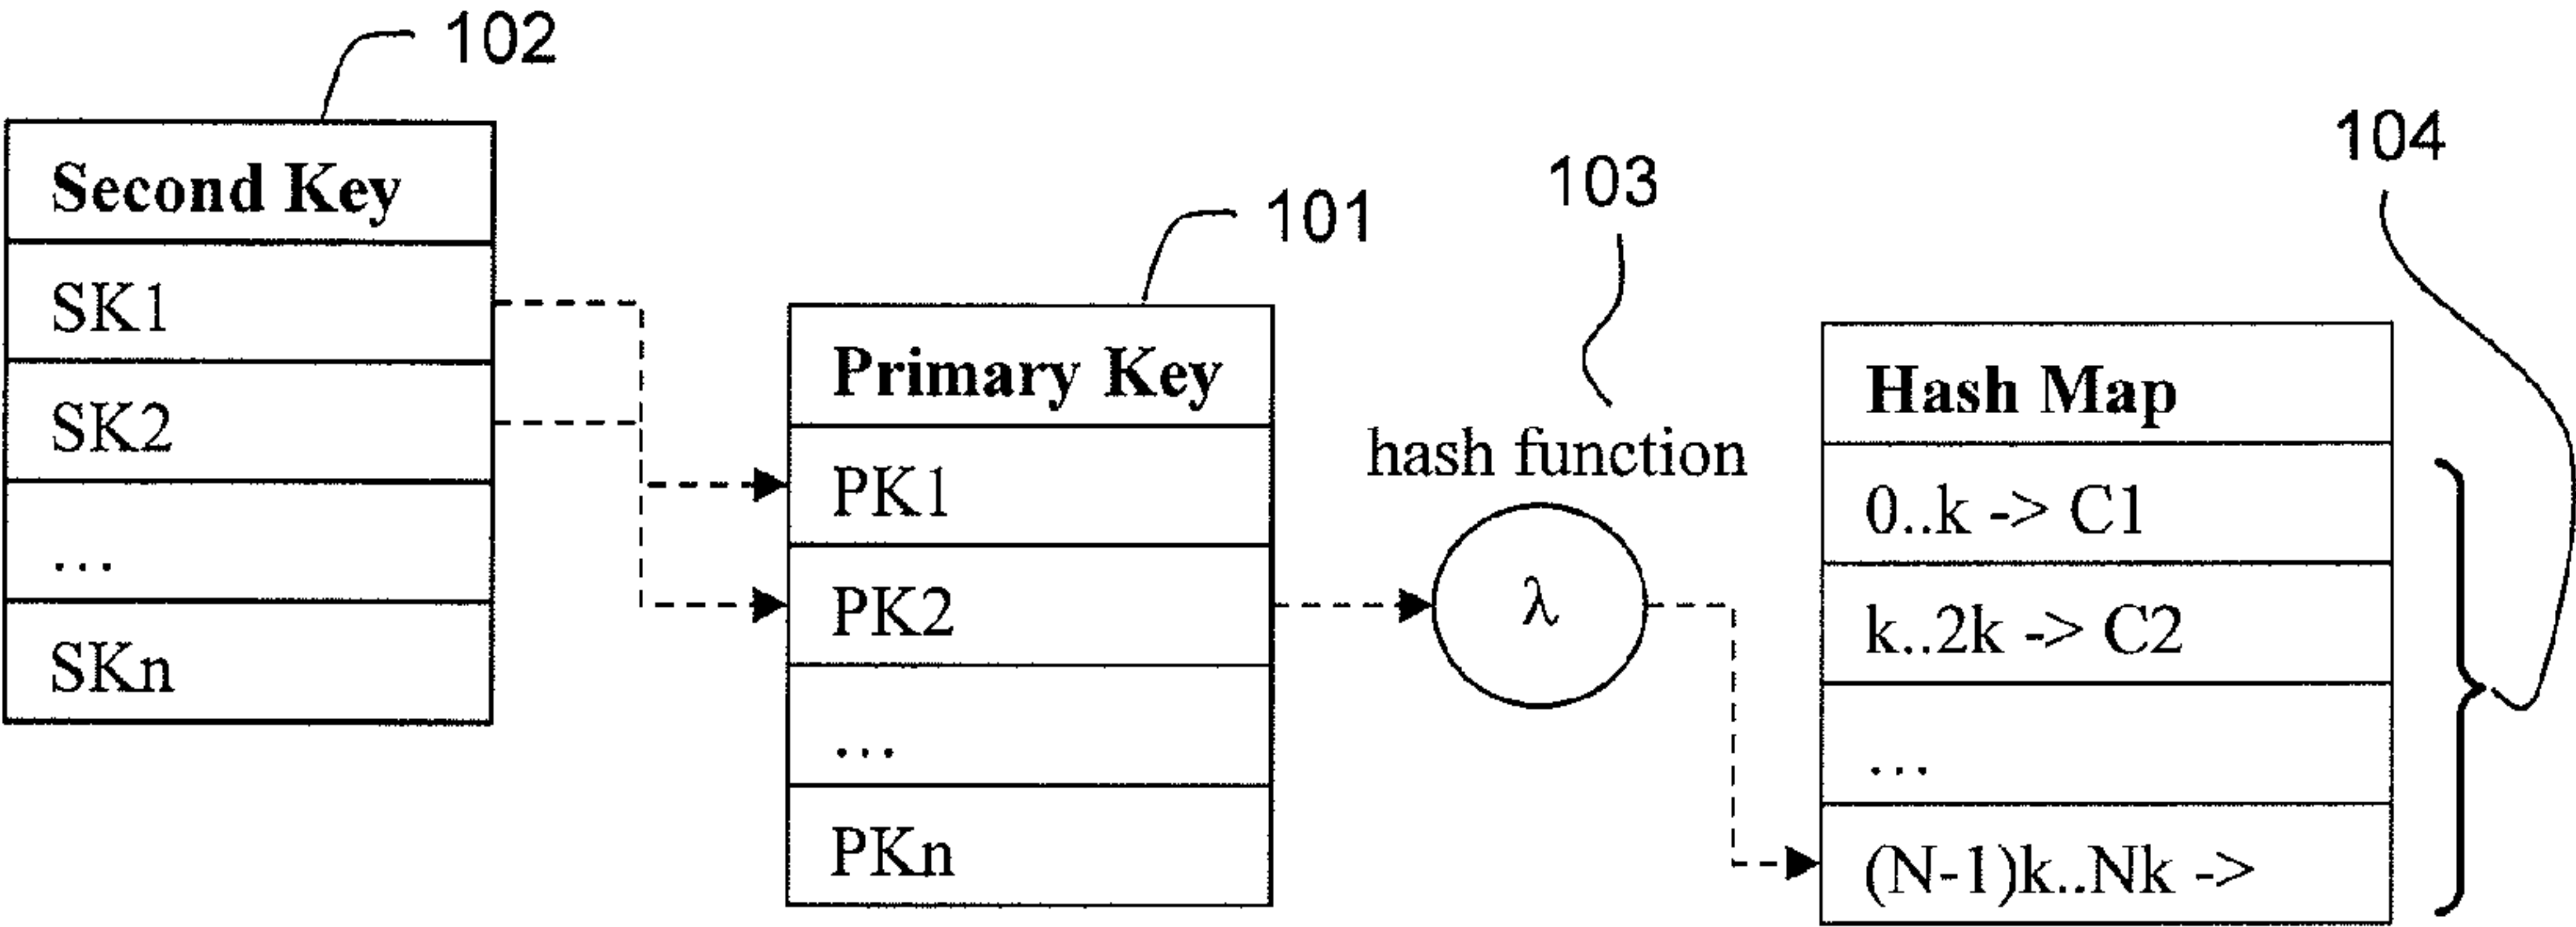 102
Second Key
SK1
SK2
...
SKn
101
Primary Key
PK1
PK2
...
PKn
103
hash function
λ
104
Hash Map
0..k -> C1
k..2k -> C2
...
(N-1)k..Nk ->